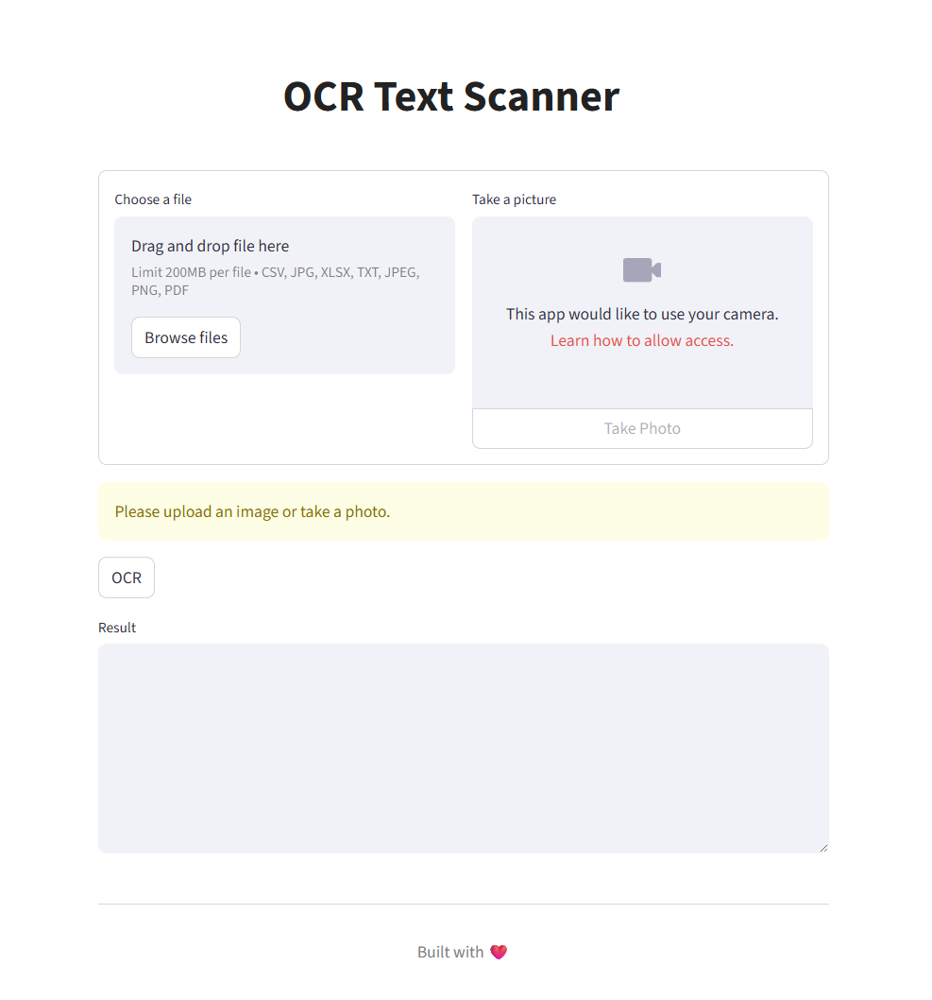 OCR Text Scanner
Choose a file
Drag and drop file here
Limit 200MB per file • CSV, JPG, XLSX, TXT, JPEG,
PNG, PDF
Browse files
Take a picture
This app would like to use your camera.
Learn how to allow access.
Take Photo
Please upload an image or take a photo.
OCR
Result
Built with ❤️